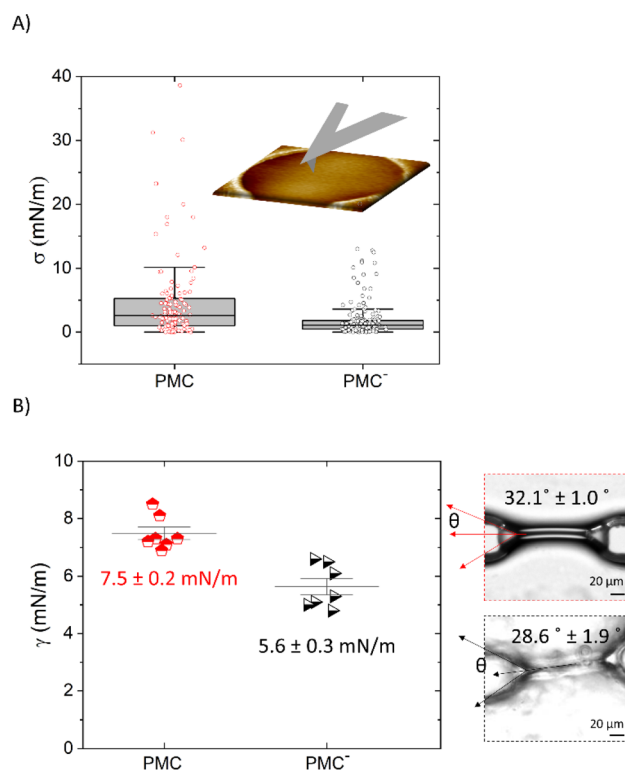 A)
40
30
20
10
0
σ (mN/m)
PMC
PMC⁻
B)
10
8
6
4
2
0
γ (mN/m)
7.5 ± 0.2 mN/m
5.6 ± 0.3 mN/m
PMC
PMC⁻
32.1° ± 1.0 °
θ
20 µm
28.6 ° ± 1.9 °
θ
20 µm